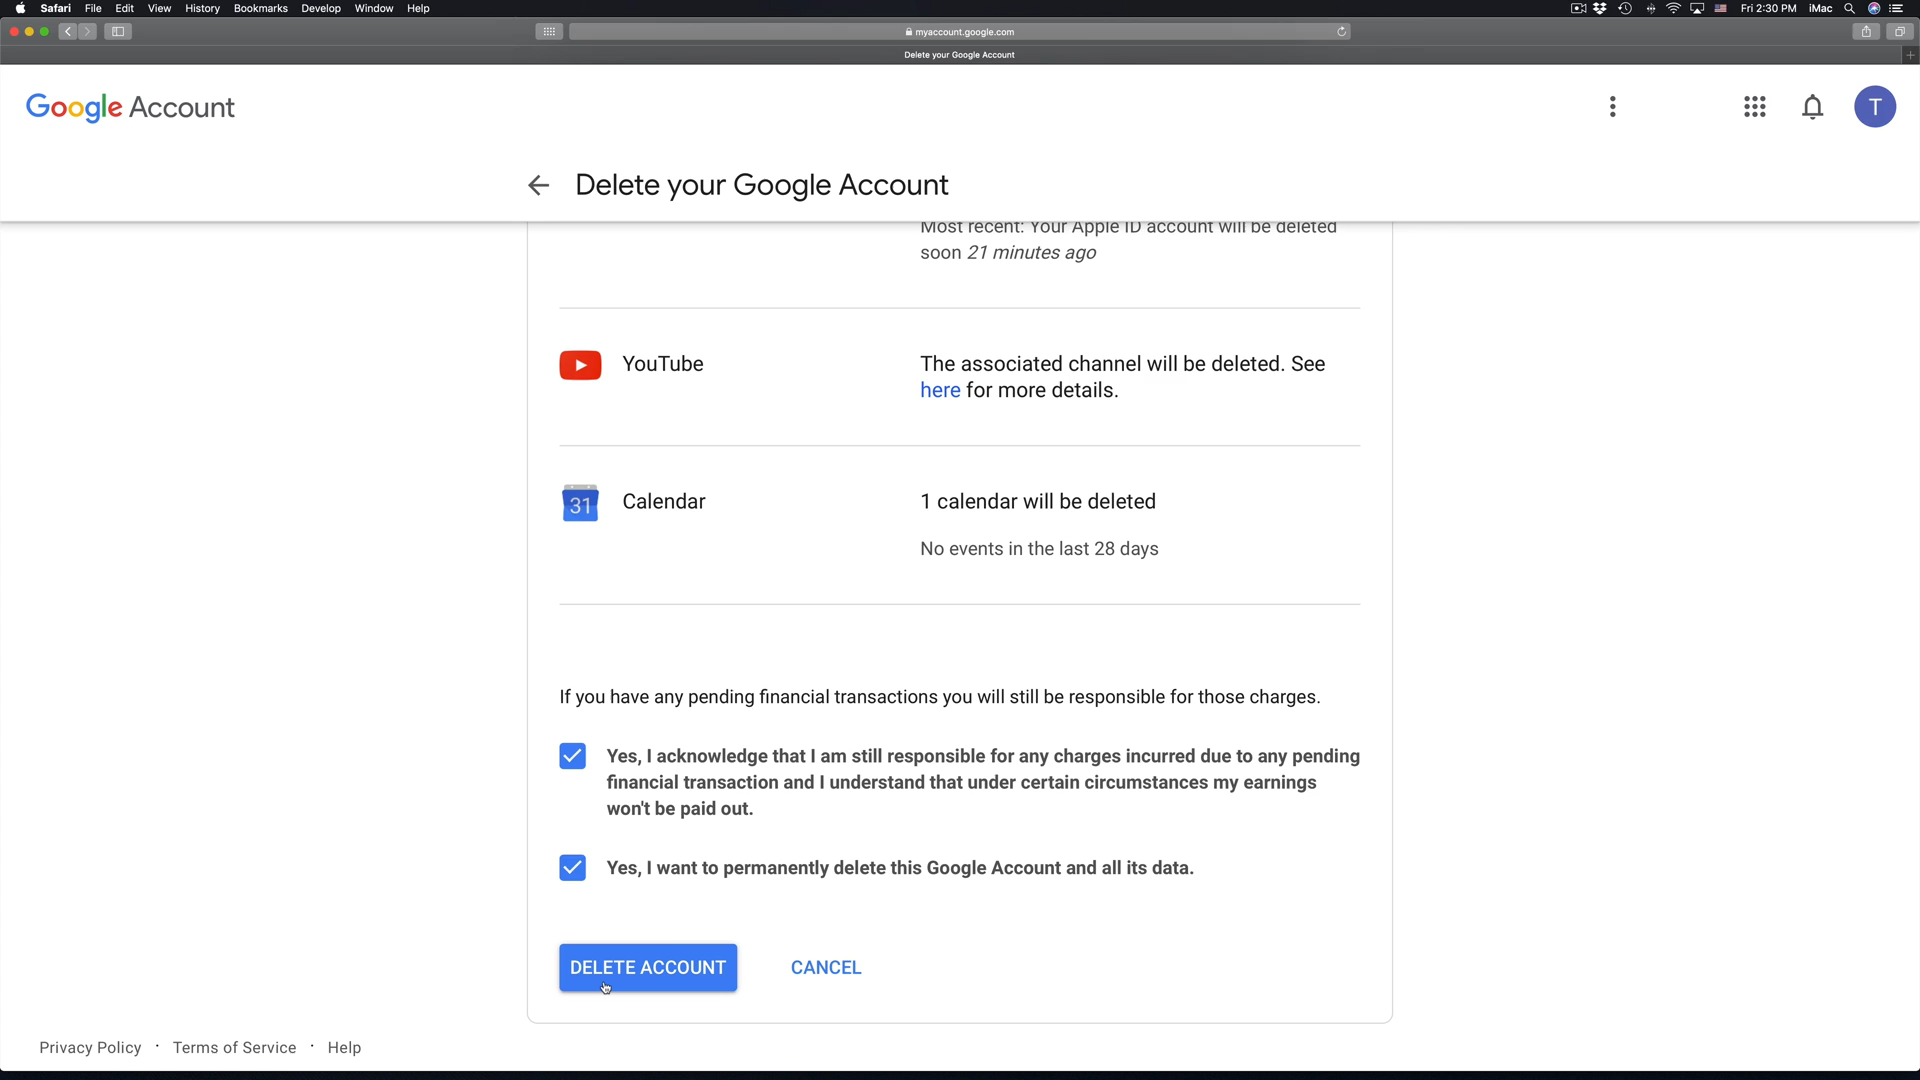 Safari File Edit View History Bookmarks Develop Window Help Fri 2:30 PM iMac
myaccount.google.com
Delete your Google Account
Google Account
T
Delete your Google Account
Most recent: Your Apple ID account will be deleted
soon 21 minutes ago
YouTube
The associated channel will be deleted. See
here for more details.
31
Calendar
1 calendar will be deleted
No events in the last 28 days
If you have any pending financial transactions you will still be responsible for those charges.
Yes, I acknowledge that I am still responsible for any charges incurred due to any pending
financial transaction and I understand that under certain circumstances my earnings
won't be paid out.
Yes, I want to permanently delete this Google Account and all its data.
DELETE ACCOUNT CANCEL
Privacy Policy · Terms of Service · Help